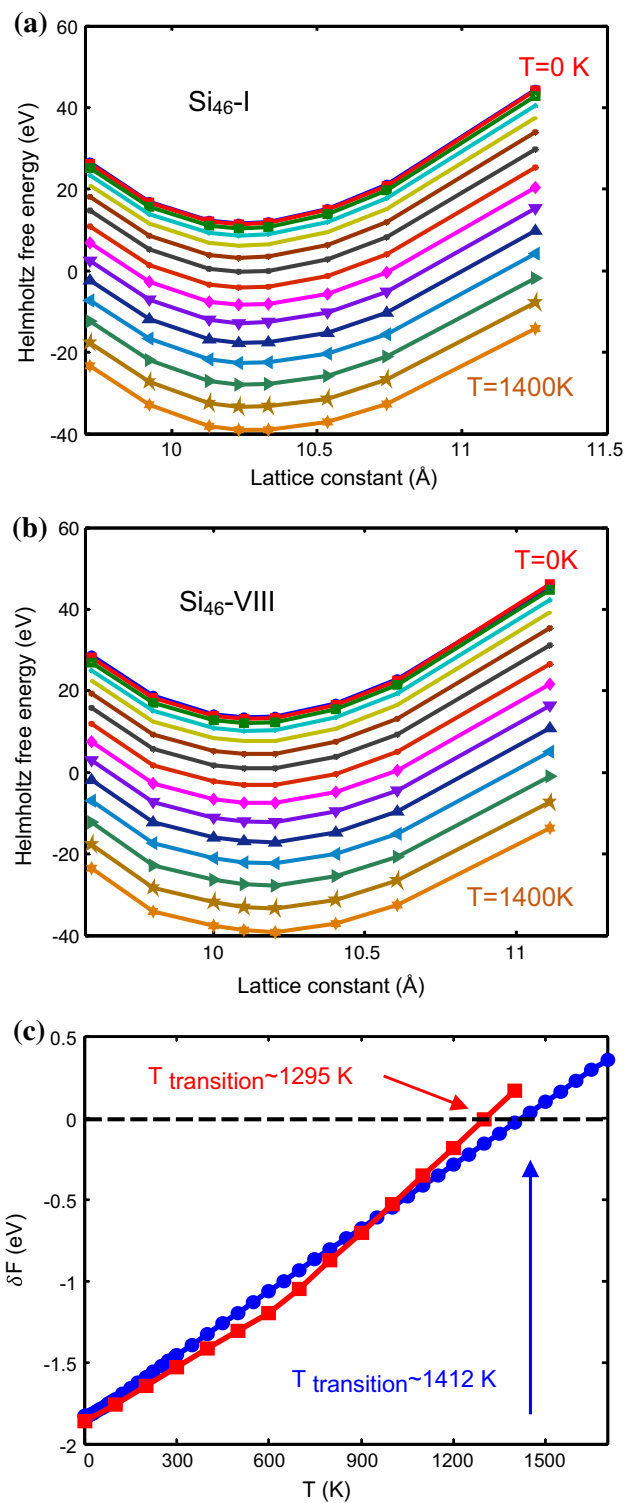 (a)
60
T=0 K
Si46-I
40
20
0
-20
T=1400K
-40
10
10.5
11
11.5
Helmholtz free energy (eV)
Lattice constant (Å)
(b)
60
T=0K
Si46-VIII
40
20
0
-20
T=1400K
-40
10
10.5
11
Helmholtz free energy (eV)
Lattice constant (Å)
(c)
0.5
T transition~1295 K
0
-0.5
-1
-1.5
T transition~1412 K
-2
0
300
600
900
1200
1500
δF (eV)
T (K)